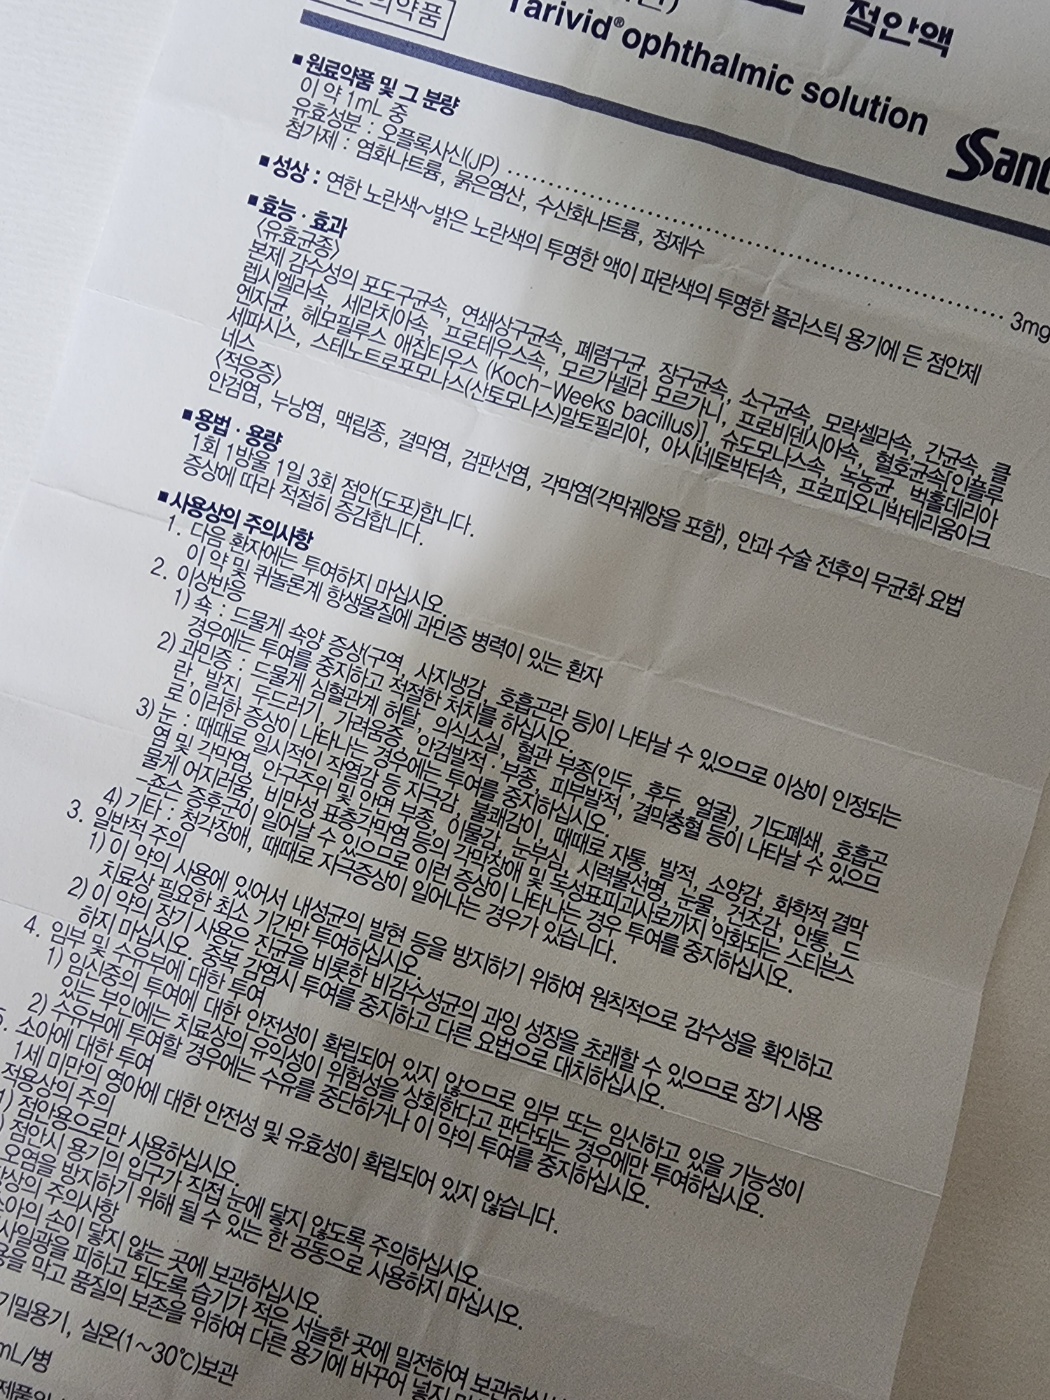 점안액
Tarivid®ophthalmic solution
의약품
■ 원료약품 및 그 분량
이 약 1mL 중
유효성분 : 오플록사신(JP) ........ 3mg
첨가제 : 염화나트륨, 묽은염산, 수산화나트륨, 정제수
■ 성상 : 연한 노란색~밝은 노란색의 투명한 액이 파란색의 투명한 플라스틱 용기에 든 점안제
■ 효능·효과
〈유효균종〉
본제 감수성의 포도구균속, 연쇄상구균속, 폐렴구균, 장구균속, 소구균속, 모락셀라속, 간균속, 클
렙시엘라속, 세라치아속, 프로테우스속, 모르가넬라 모르가니, 프로비덴시아속, 혈호균속(인플루
엔자균, 헤모필루스 애집티우스 (Koch-Weeks bacillus)), 슈도모나스속, 녹농균, 벅홀데리아
세파시스, 스테노트로포모나스(산토모나스)말토필리아, 아시네토박타속, 프로피오니박테리움아크
네스
〈적응증〉
안검염, 누낭염, 맥립종, 결막염, 검판선염, 각막염(각막궤양을 포함), 안과 수술 전후의 무균화 요법
■ 용법·용량
1회 1방울 1일 3회 점안(도포)합니다.
증상에 따라 적절히 증감합니다.
■ 사용상의 주의사항
1. 다음 환자에는 투여하지 마십시오.
이 약 및 퀴놀론계 항생물질에 과민증 병력이 있는 환자
2. 이상반응
1) 쇽 : 드물게 쇽양 증상(구역, 사지냉감, 호흡곤란 등)이 나타날 수 있으므로 이상이 인정되는
경우에는 투여를 중지하고 적절한 처치를 하십시오.
2) 과민증 : 드물게 심혈관계 허탈, 의식소실, 혈관 부종(인두, 후두, 얼굴), 기도폐쇄, 호흡곤
란, 발진, 두드러기, 가려움증, 안검발적·부종, 피부발적, 결막충혈 등이 나타날 수 있으므
로 이러한 증상이 나타나는 경우에는 투여를 중지하십시오.
3) 눈 : 때때로 일시적인 작열감 등 자극감, 불쾌감이, 때때로 자통, 발적, 소양감, 화학적 결막
염 및 각막염, 안구주위 및 안면 부종, 이물감, 눈부심, 시력불선명, 눈물, 건조감, 안통, 드
물게 어지러움, 비만성 표층각막염 등의 각막장애 및 독성표피괴사로까지 악화되는 스티븐스
-존슨 증후군이 일어날 수 있으므로 이런 증상이 나타나는 경우 투여를 중지하십시오.
4) 기타 : 청각장애, 때때로 자극증상이 일어나는 경우가 있습니다.
3. 일반적 주의
1) 이 약의 사용에 있어서 내성균의 발현 등을 방지하기 위하여 원칙적으로 감수성을 확인하고
치료상 필요한 최소 기간만 투여하십시오.
2) 이 약의 장기 사용은 진균을 비롯한 비감수성균의 과잉 성장을 초래할 수 있으므로 장기 사용
하지 마십시오. 중복 감염시 투여를 중지하고 다른 요법으로 대치하십시오.
4. 임부 및 수유부에 대한 투여
1) 임신중의 투여에 대한 안전성이 확립되어 있지 않으므로 임부 또는 임신하고 있을 가능성이
있는 부인에는 치료상의 유익성이 위험성을 상회한다고 판단되는 경우에만 투여하십시오.
2) 수유부에 투여할 경우에는 수유를 중단하거나 이 약의 투여를 중지하십시오.
5. 소아에 대한 투여
1세 미만의 영아에 대한 안전성 및 유효성이 확립되어 있지 않습니다.
적용상의 주의
1) 점안용으로만 사용하십시오.
점안시 용기의 입구가 직접 눈에 닿지 않도록 주의하십시오.
오염을 방지하기 위해 될 수 있는 한 공동으로 사용하지 마십시오.
상의 주의사항
아의 손이 닿지 않는 곳에 보관하십시오.
사일광을 피하고 되도록 습기가 적은 서늘한 곳에 밀전하여 보관하십시
용을 막고 품질의 보존을 위하여 다른 용기에 바꾸어 넣지
기밀용기, 실온(1~30℃)보관
mL/병